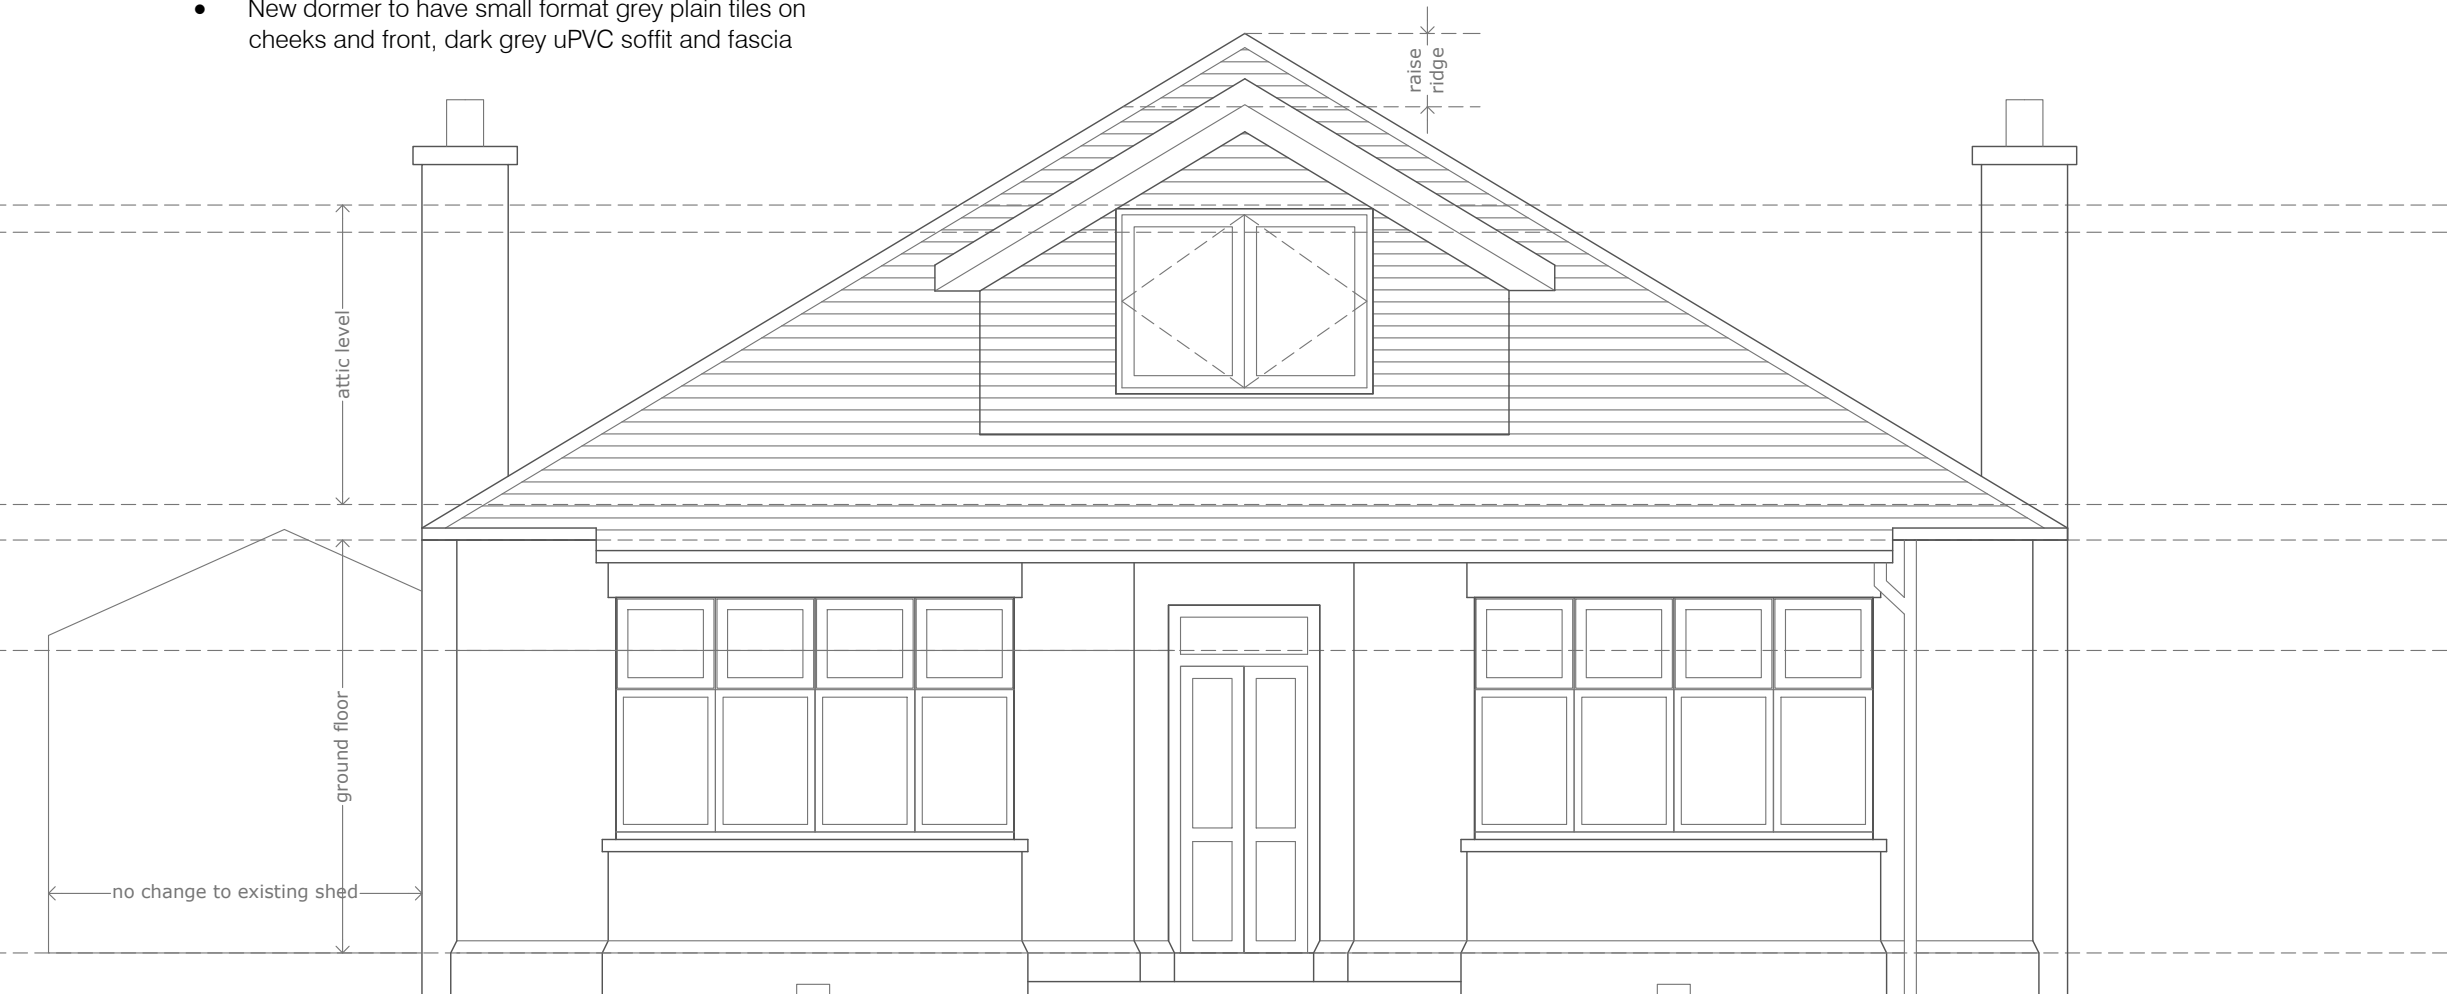 • New dormer to have small format grey plain tiles on
cheeks and front, dark grey uPVC soffit and fascia
raise
ridge
attic level
ground floor
no change to existing shed